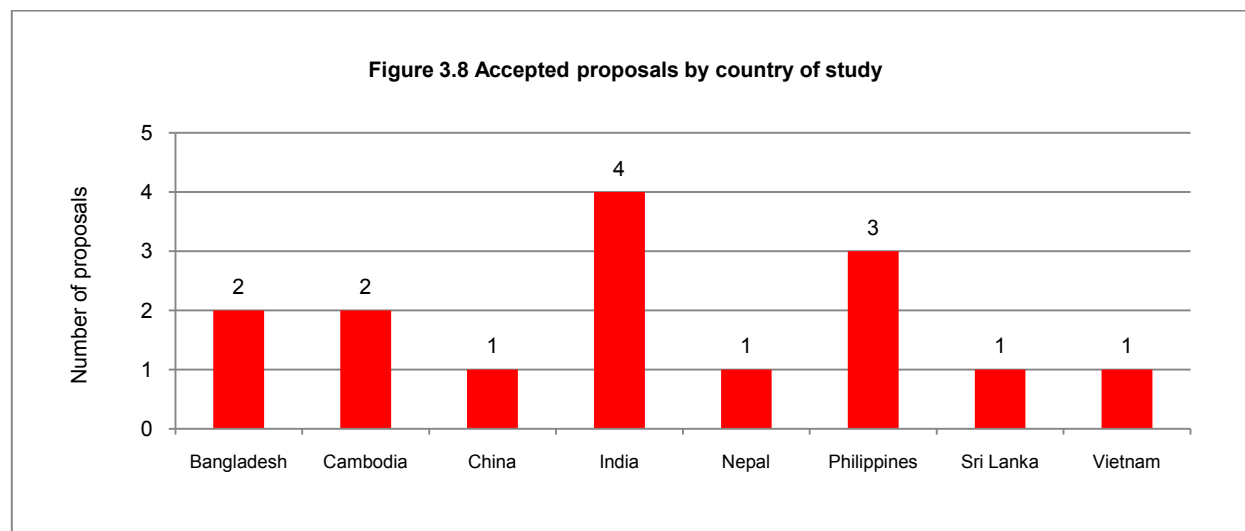 Figure 3.8 Accepted proposals by country of study
Number of proposals
5
4
3
2
1
0
2
2
1
4
1
3
1
1
Bangladesh
Cambodia
China
India
Nepal
Philippines
Sri Lanka
Vietnam